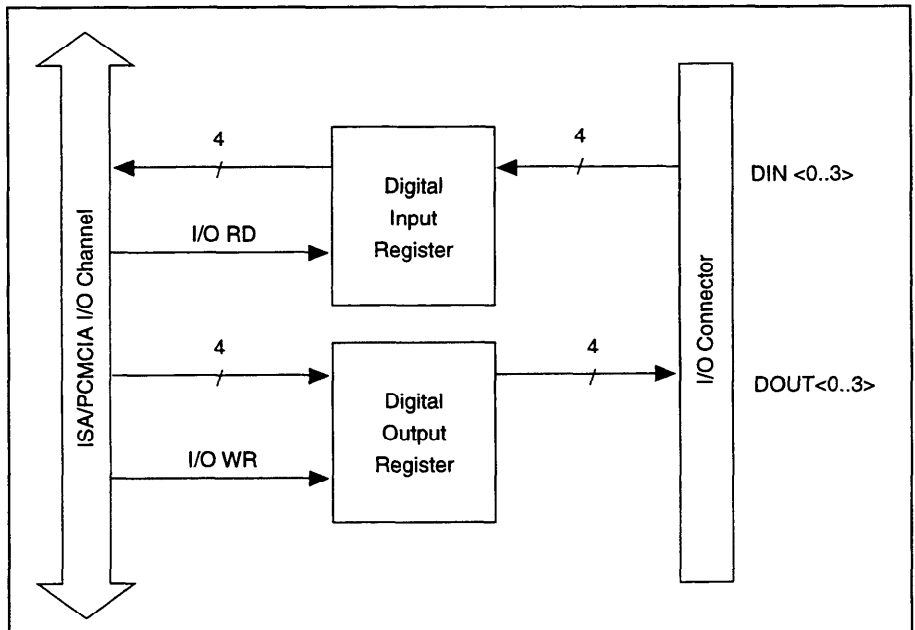 ISA/PCMCIA I/O Channel
4
4
Digital
Input
Register
I/O RD
DIN <0..3>
I/O Connector
4
4
Digital
Output
Register
I/O WR
DOUT<0..3>